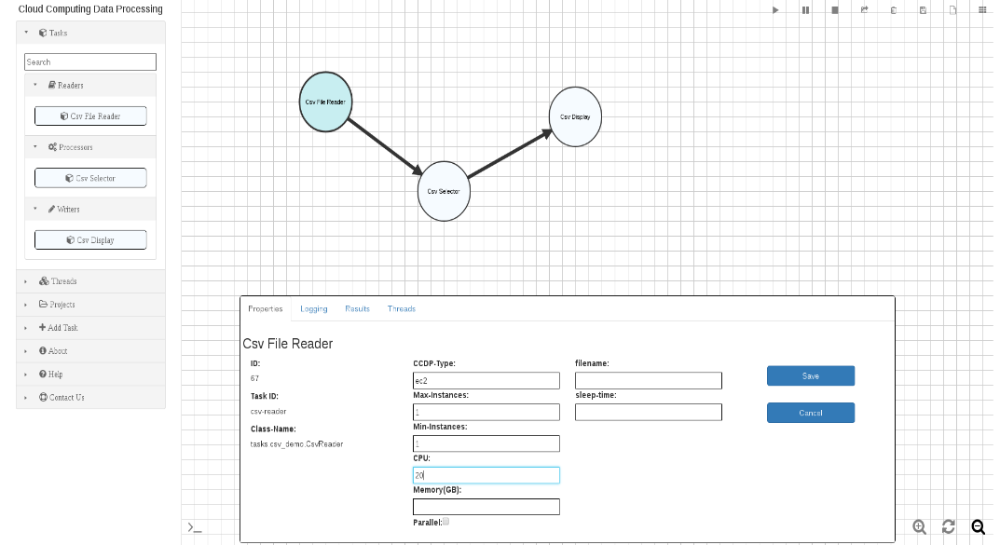 Cloud Computing Data Processing
Tasks
Search
Readers
Csv File Reader
Processors
Csv Selector
Writers
Csv Display
Threads
Projects
Add Task
About
Help
Contact Us
Csv File Reader
Csv Display
Csv Selector
Properties Logging Results Threads
Csv File Reader
ID:
67
Task ID:
csv-reader
Class-Name:
tasks.csv_demo.CsvReader
CCDP-Type:
ec2
Max-Instances:
1
Min-Instances:
1
CPU:
20
Memory(GB):
Parallel:
filename:
sleep-time:
Save
Cancel